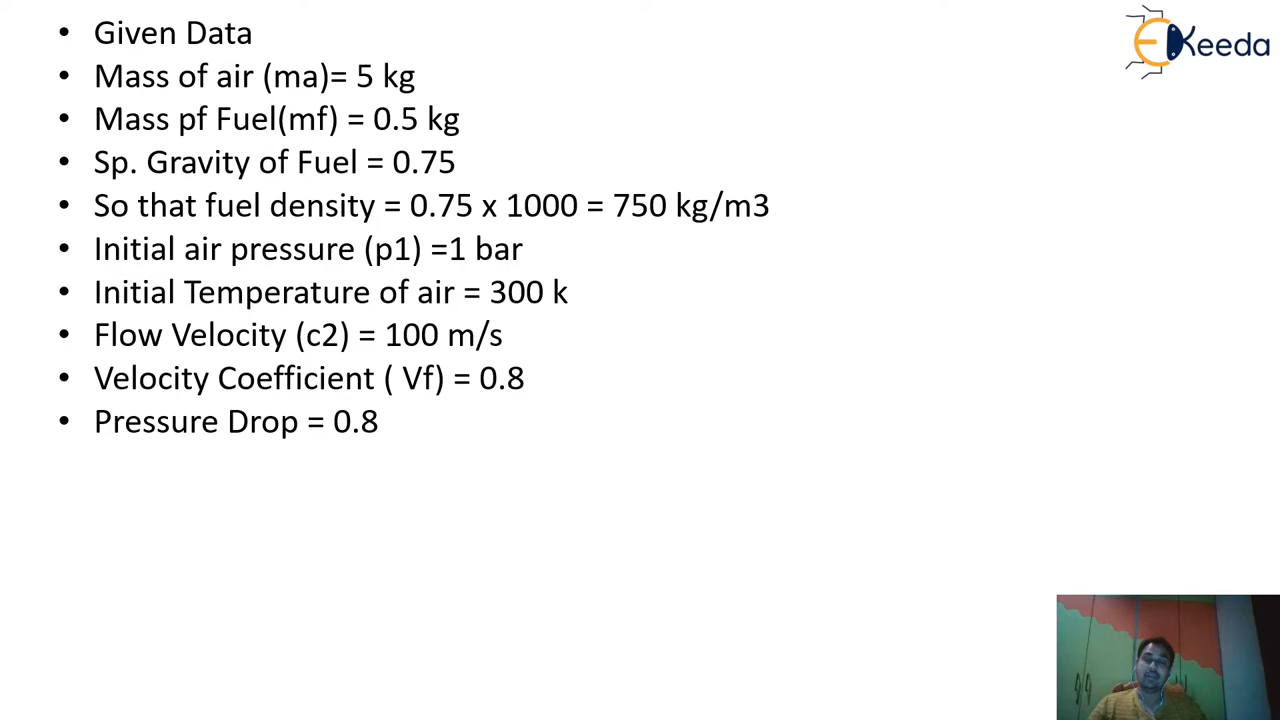 • Given Data
• Mass of air (ma)= 5 kg
• Mass pf Fuel(mf) = 0.5 kg
• Sp. Gravity of Fuel = 0.75
• So that fuel density = 0.75 x 1000 = 750 kg/m3
• Initial air pressure (p1) =1 bar
• Initial Temperature of air = 300 k
• Flow Velocity (c2) = 100 m/s
• Velocity Coefficient ( Vf) = 0.8
• Pressure Drop = 0.8
EKeeda